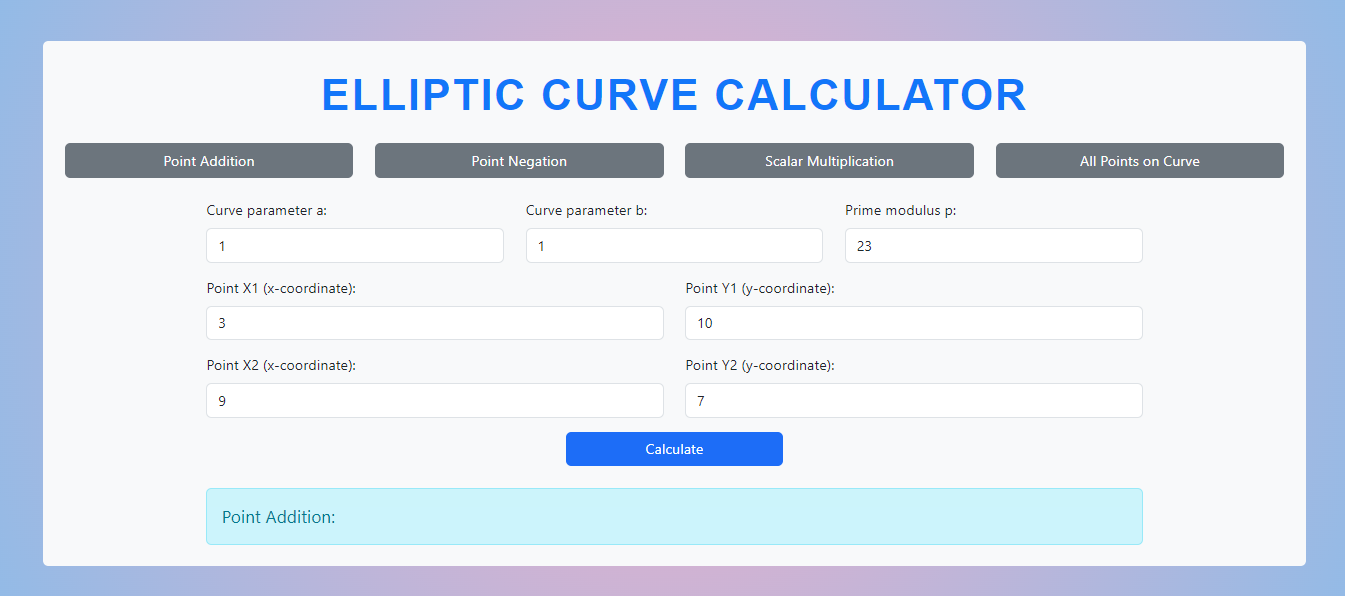 ELLIPTIC CURVE CALCULATOR
Point Addition Point Negation Scalar Multiplication All Points on Curve
Curve parameter a: Curve parameter b: Prime modulus p:
1 1 23
Point X1 (x-coordinate): Point Y1 (y-coordinate):
3 10
Point X2 (x-coordinate): Point Y2 (y-coordinate):
9 7
Calculate
Point Addition: